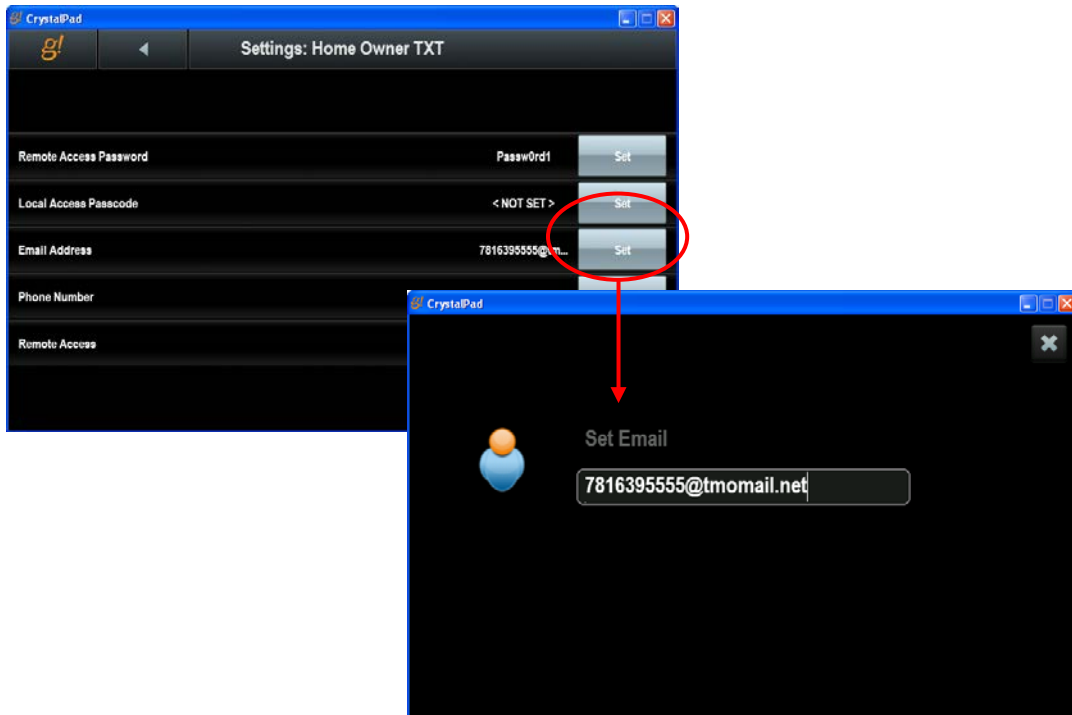 g! CrystalPad
g! Settings: Home Owner TXT
Remote Access Password Passw0rd1 Set
Local Access Passcode < NOT SET > Set
Email Address 7816395555@tm... Set
Phone Number
Remote Access
g! CrystalPad
Set Email
7816395555@tmomail.net